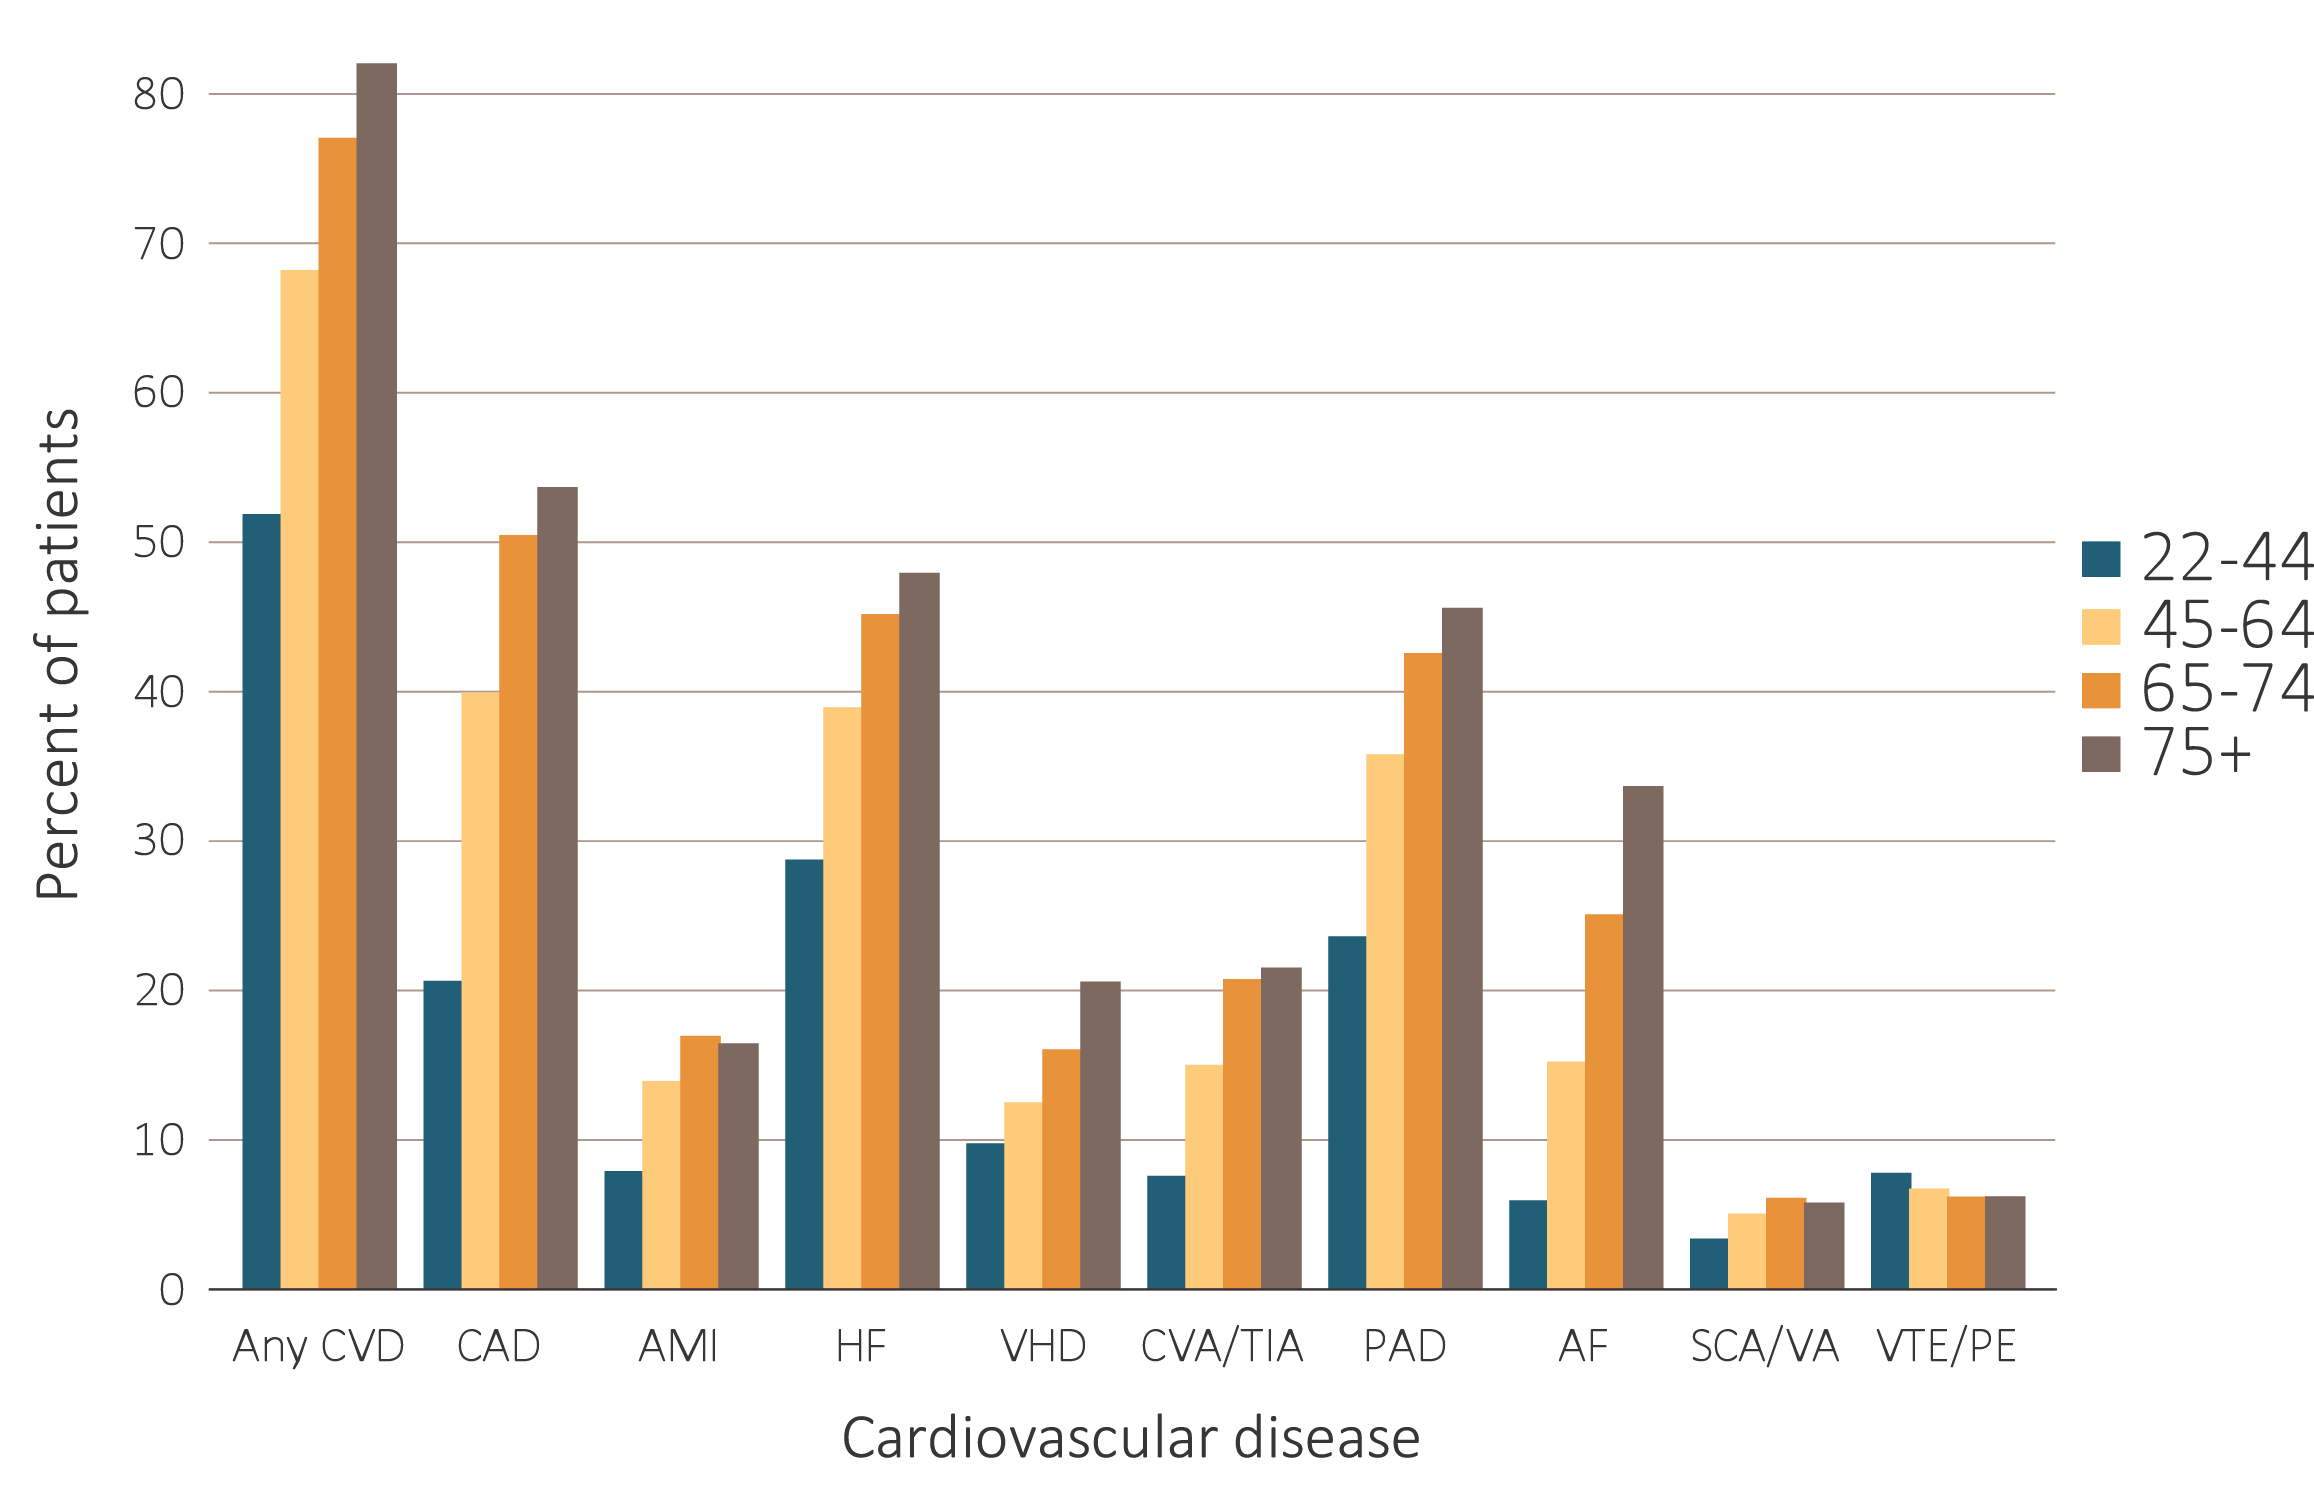 Percent of patients
80
70
60
50
40
30
20
10
0
Any CVD
CAD
AMI
HF
VHD
CVA/TIA
PAD
AF
SCA/VA
VTE/PE
Cardiovascular disease
22-44
45-64
65-74
75+